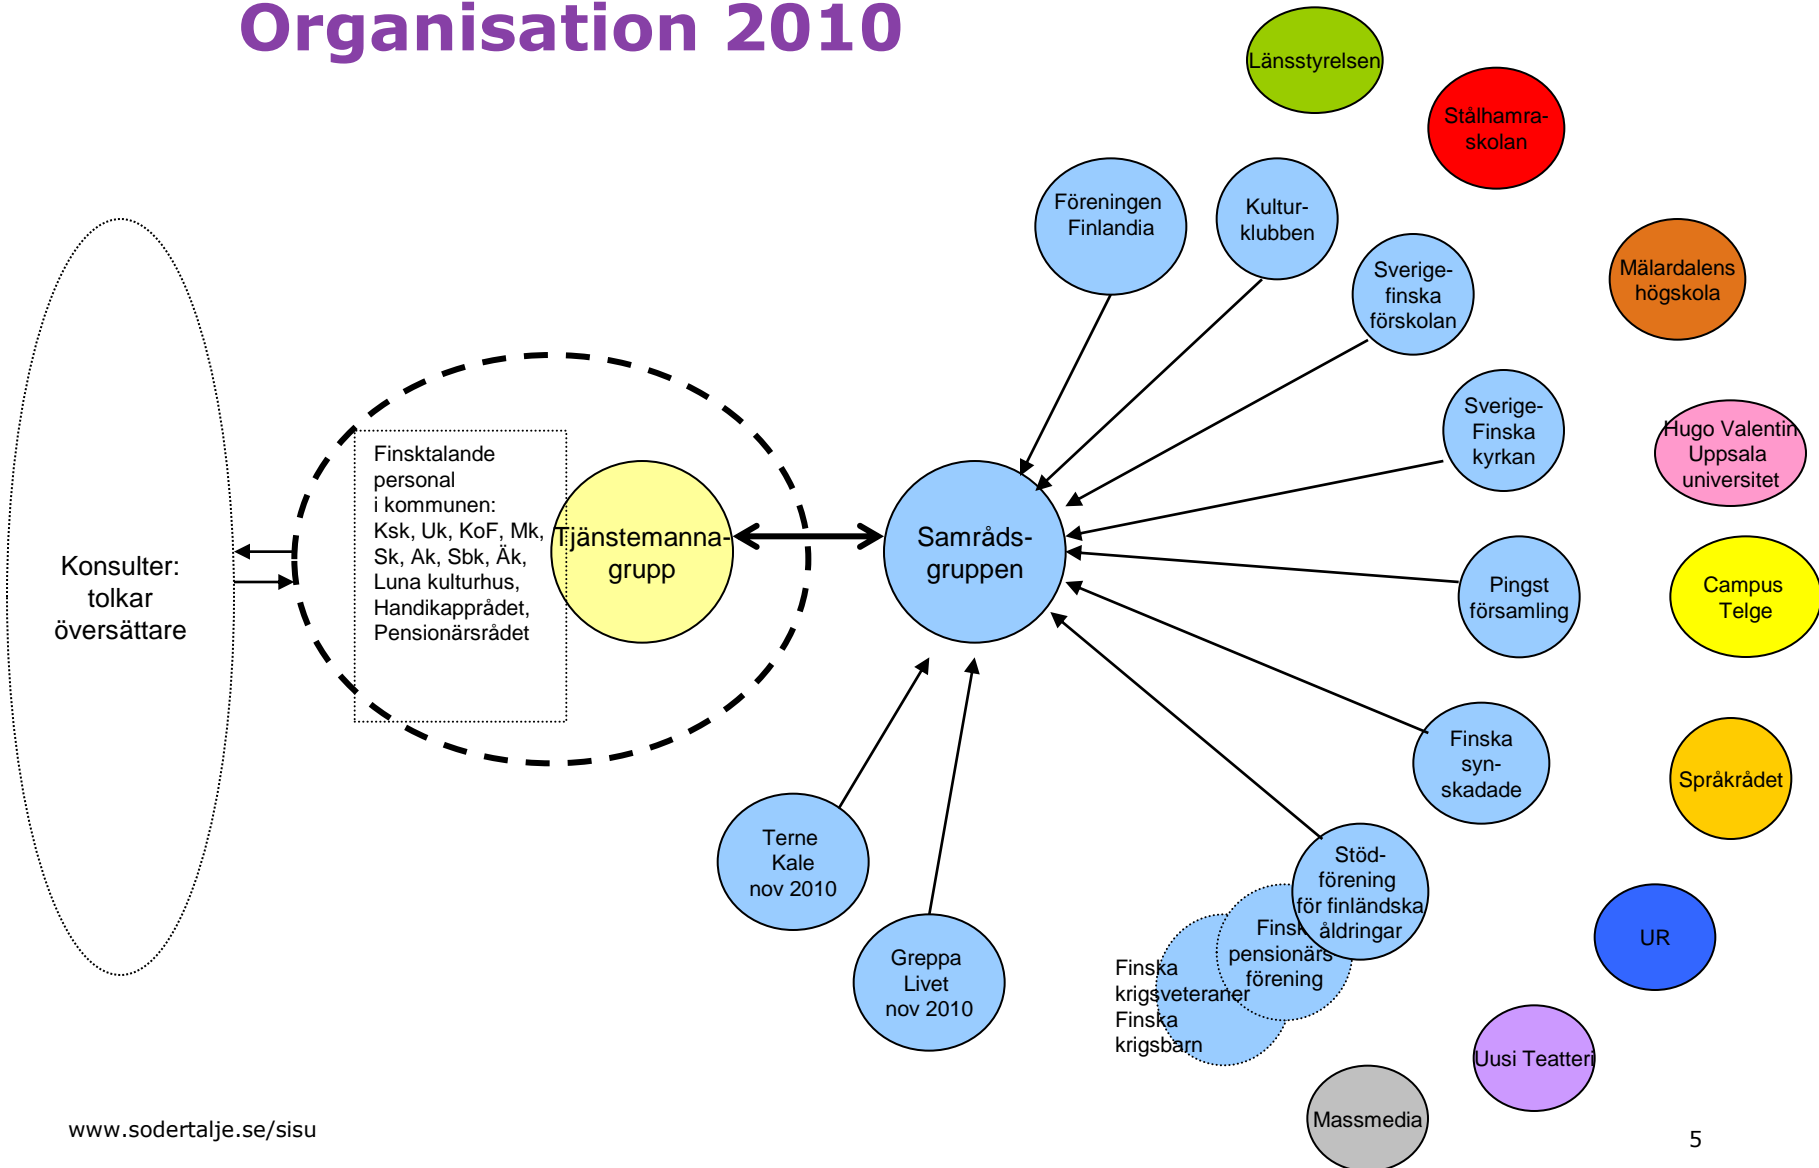 Organisation 2010
Länsstyrelsen
Stålhamra-
skolan
Föreningen
Finlandia
Kultur-
klubben
Sverige-
finska
förskolan
Mälardalens
högskola
Sverige-
Finska
kyrkan
Hugo Valentin
Uppsala
universitet
Finsktalande
personal
i kommunen:
Ksk, Uk, KoF, Mk,
Sk, Ak, Sbk, Äk,
Luna kulturhus,
Handikapprådet,
Pensionärsrådet
Tjänstemanna-
grupp
Samråds-
gruppen
Konsulter:
tolkar
översättare
Pingst
församling
Campus
Telge
Finska
syn-
skadade
Språkrådet
Terne
Kale
nov 2010
Stöd-
förening
för finländska
åldringar
Greppa
Livet
nov 2010
Finsk
pensionärs
förening
Finska
krigsveteraner
Finska
krigsbarn
UR
Uusi Teatteri
Massmedia
www.sodertalje.se/sisu
5